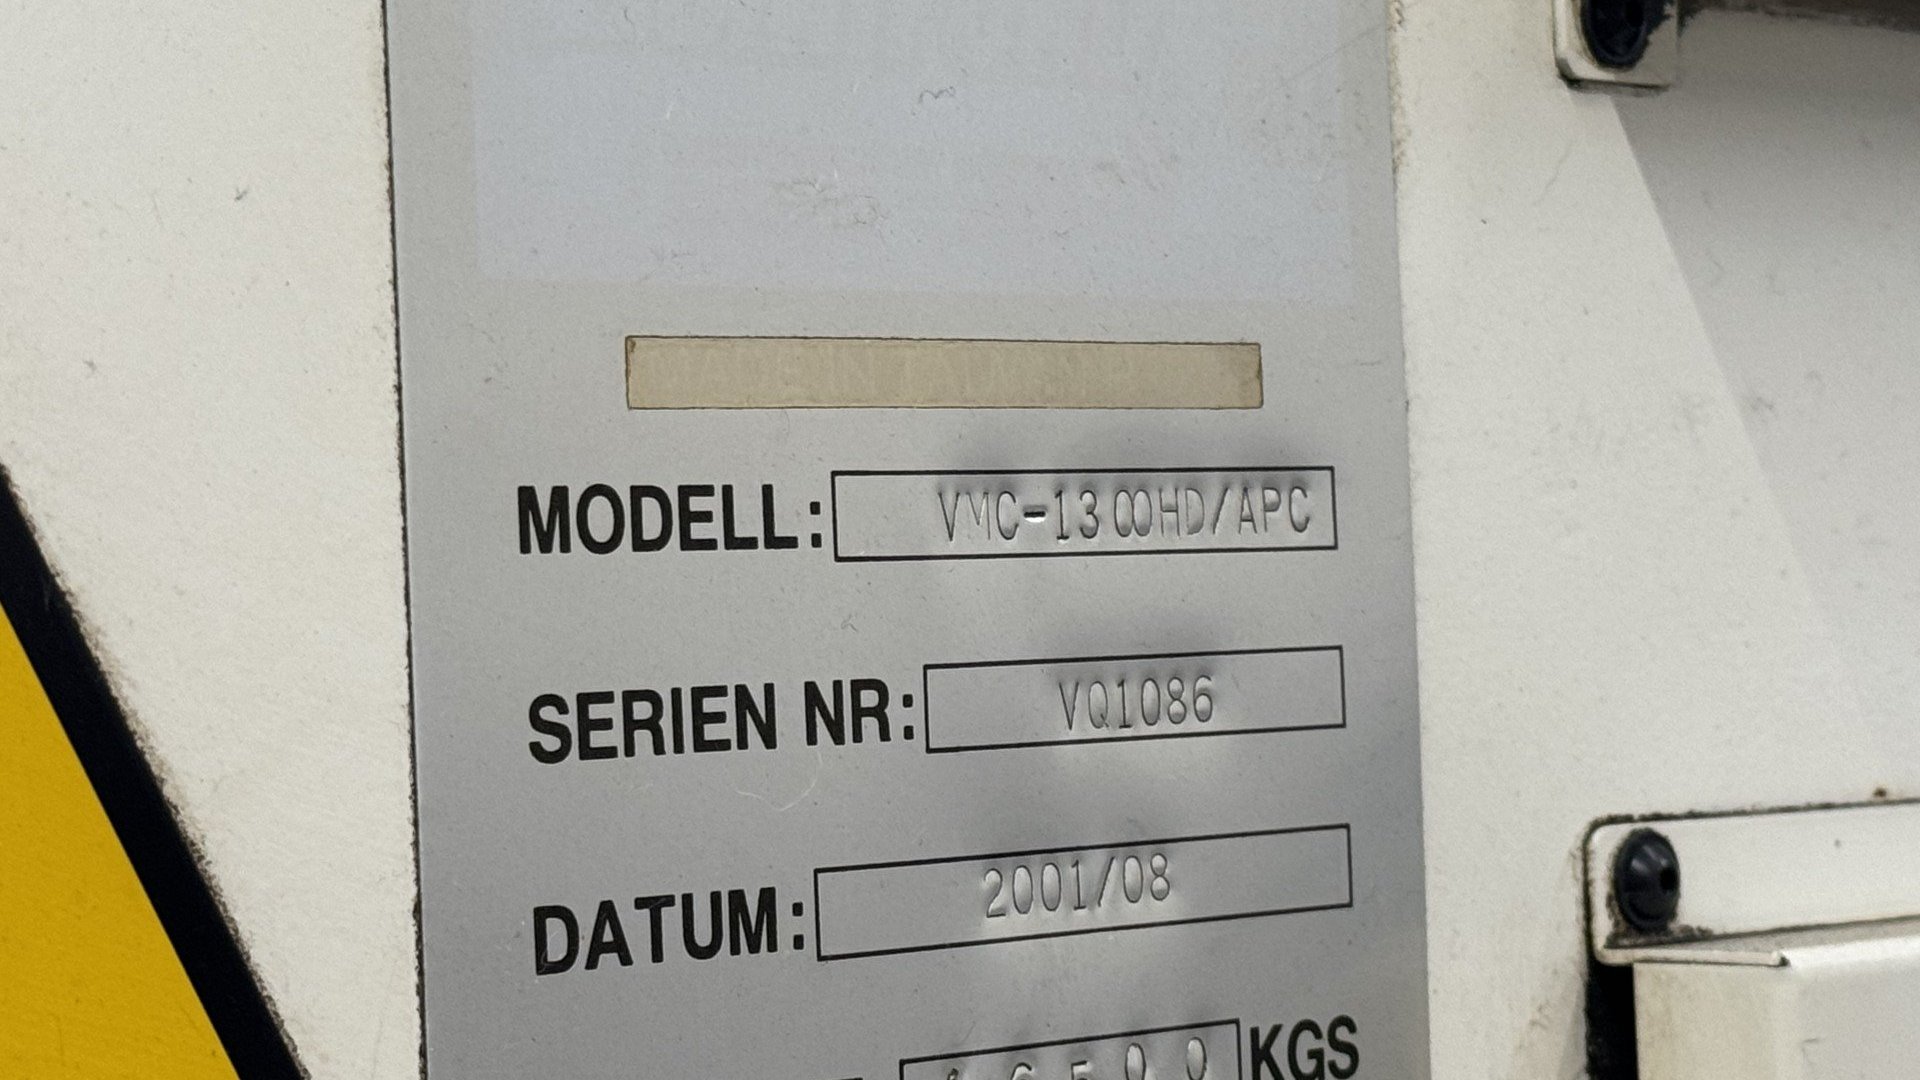 MODELL: VMC-1300HD/APC
SERIEN NR: VQ1086
DATUM: 2001/08
KGS